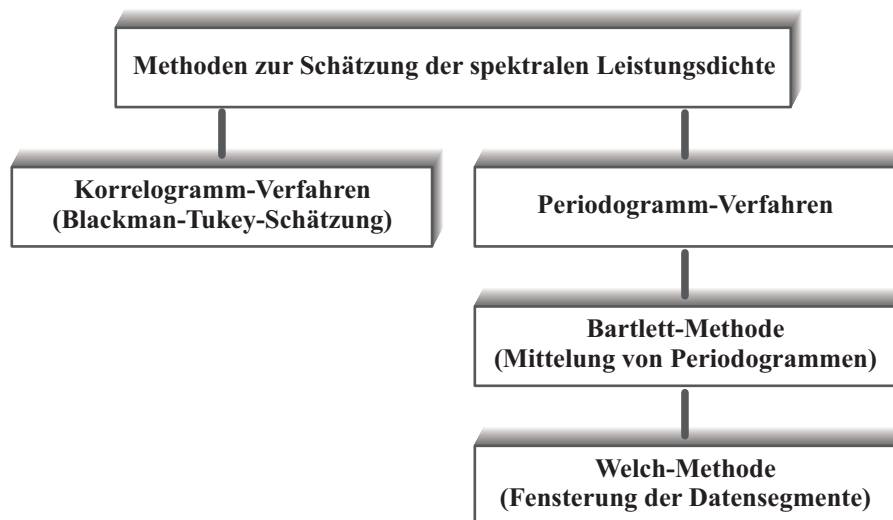 Methoden zur Schätzung der spektralen Leistungsdichte
Korrelogramm-Verfahren
(Blackman-Tukey-Schätzung)
Periodogramm-Verfahren
Bartlett-Methode
(Mittelung von Periodogrammen)
Welch-Methode
(Fensterung der Datensegmente)